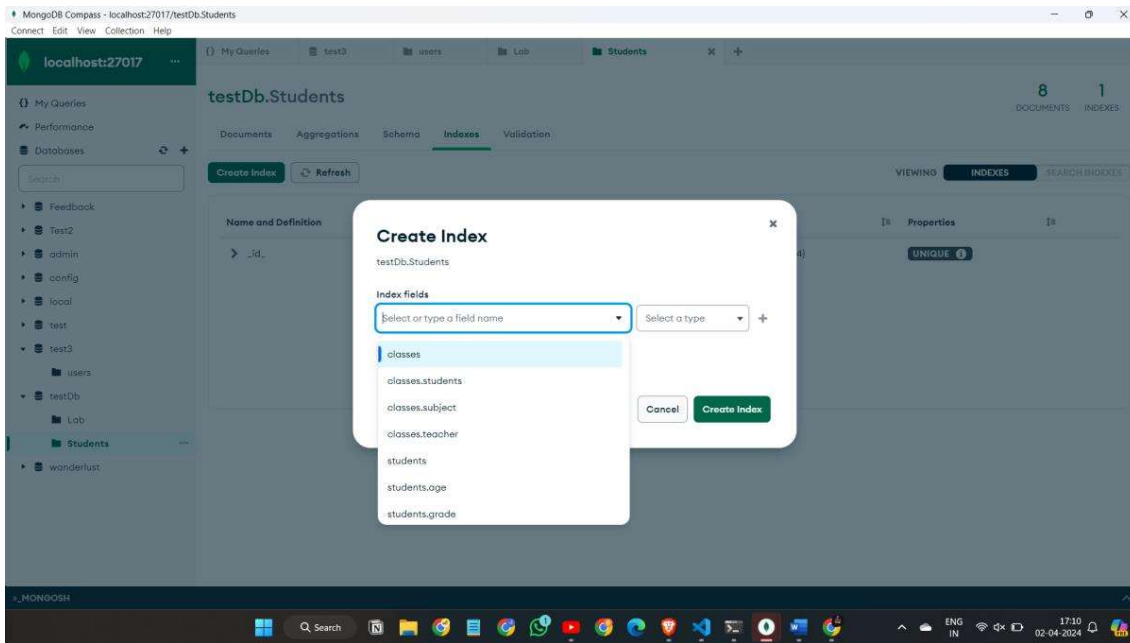 MongoDB Compass - localhost:27017/testDb.Students
Connect Edit View Collection Help
localhost:27017 ...
{} My Queries
test3
users
Lab
Students
My Queries
Performance
Databases
Search
Feedback
Test2
admin
config
local
test
test3
users
testDb
Lab
Students
wanderlust
testDb.Students
8
DOCUMENTS
1
INDEXES
Documents Aggregations Schema Indexes Validation
Create Index Refresh
VIEWING INDEXES SEARCH INDEXES
Name and Definition
Properties
_id_
UNIQUE
Create Index
testDb.Students
Index fields
Select or type a field name
Select a type
classes
classes.students
classes.subject
classes.teacher
students
students.age
students.grade
Cancel Create Index
>_MONGOSH
Search
ENG
IN
17:10
02-04-2024